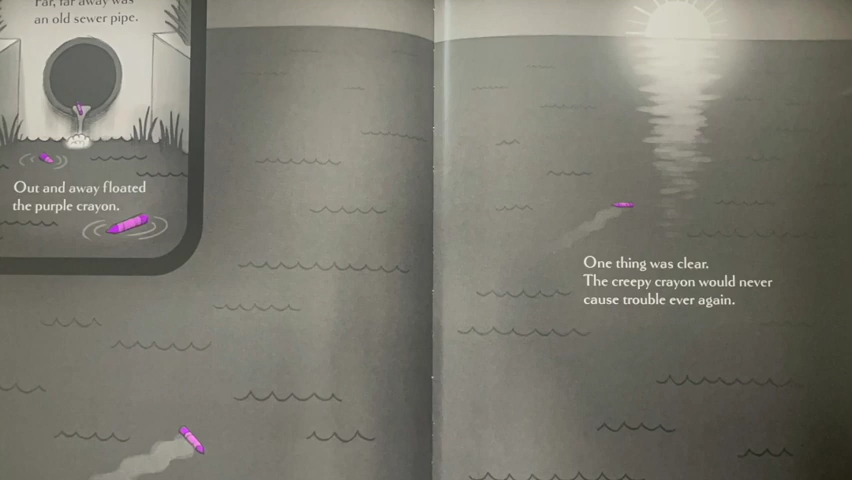 Far, far away was
an old sewer pipe.
Out and away floated
the purple crayon.
One thing was clear.
The creepy crayon would never
cause trouble ever again.